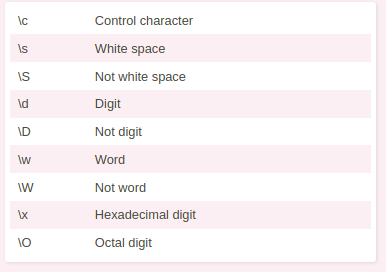 \c Control character
\s White space
\S Not white space
\d Digit
\D Not digit
\w Word
\W Not word
\x Hexadecimal digit
\O Octal digit